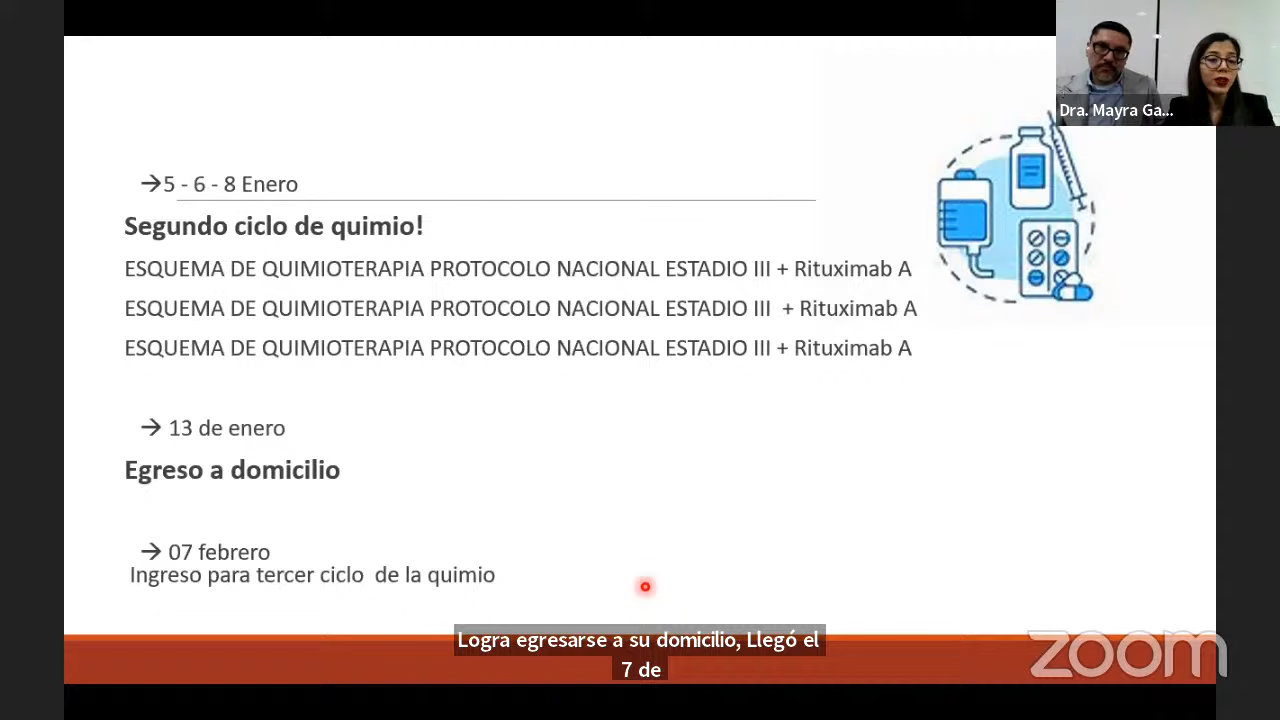 Dra. Mayra Ga...
→5 - 6 - 8 Enero
Segundo ciclo de quimio!
ESQUEMA DE QUIMIOTERAPIA PROTOCOLO NACIONAL ESTADIO III + Rituximab A
ESQUEMA DE QUIMIOTERAPIA PROTOCOLO NACIONAL ESTADIO III + Rituximab A
ESQUEMA DE QUIMIOTERAPIA PROTOCOLO NACIONAL ESTADIO III + Rituximab A
→ 13 de enero
Egreso a domicilio
→ 07 febrero
Ingreso para tercer ciclo de la quimio
Logra egresarse a su domicilio, Llegó el
7 de
zoom